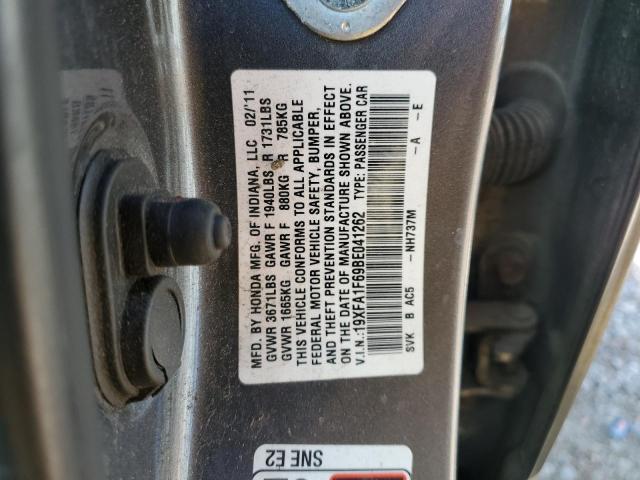 MFD. BY HONDA MFG. OF INDIANA, LLC 02/'11
GVWR 3671LBS GAWR F 1940LBS R 1731LBS
GVWR 1665KG GAWR F 880KG R 785KG
THIS VEHICLE CONFORMS TO ALL APPLICABLE
FEDERAL MOTOR VEHICLE SAFETY, BUMPER,
AND THEFT PREVENTION STANDARDS IN EFFECT
ON THE DATE OF MANUFACTURE SHOWN ABOVE.
V.I.N.:19XFA1F69BE041262 TYPE: PASSENGER CAR
SVK B AC5 -NH737M -A -E
SNE E2